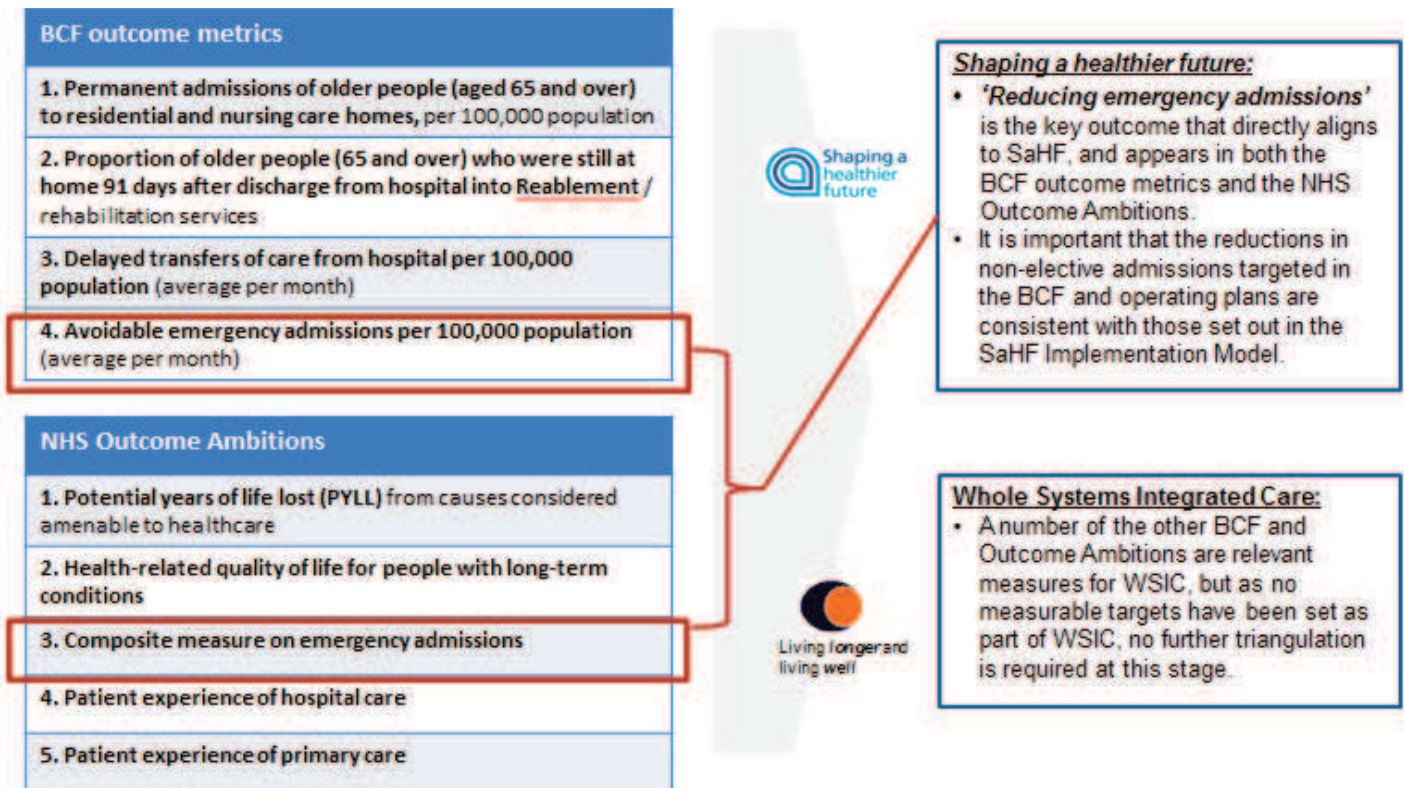 BCF outcome metrics
1. Permanent admissions of older people (aged 65 and over)
to residential and nursing care homes, per 100,000 population
2. Proportion of older people (65 and over) who were still at
home 91 days after discharge from hospital into Reablement /
rehabilitation services
3. Delayed transfers of care from hospital per 100,000
population (average per month)
4. Avoidable emergency admissions per 100,000 population
(average per month)
NHS Outcome Ambitions
1. Potential years of life lost (PYLL) from causes considered
amenable to healthcare
2. Health-related quality of life for people with long-term
conditions
3. Composite measure on emergency admissions
4. Patient experience of hospital care
5. Patient experience of primary care
Shaping a
healthier
future
Living longer and
living well
Shaping a healthier future:
• ‘Reducing emergency admissions’
is the key outcome that directly aligns
to SaHF, and appears in both the
BCF outcome metrics and the NHS
Outcome Ambitions.
• It is important that the reductions in
non-elective admissions targeted in
the BCF and operating plans are
consistent with those set out in the
SaHF Implementation Model.
Whole Systems Integrated Care:
• A number of the other BCF and
Outcome Ambitions are relevant
measures for WSIC, but as no
measurable targets have been set as
part of WSIC, no further triangulation
is required at this stage.